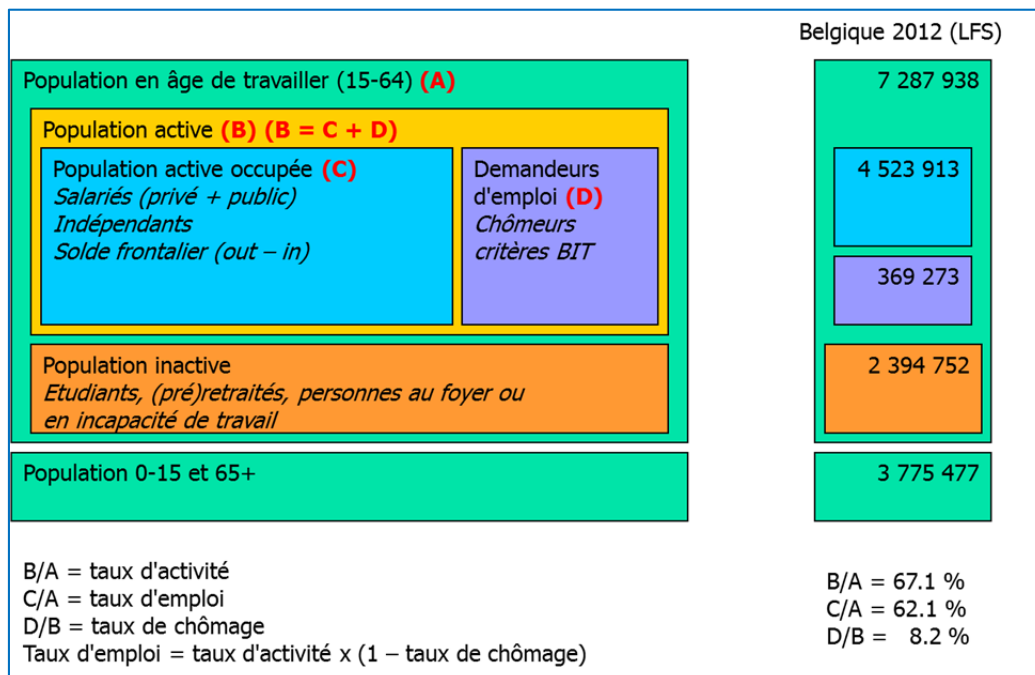 Belgique 2012 (LFS)
Population en âge de travailler (15-64) (A)
7 287 938
Population active (B) (B = C + D)
Population active occupée (C)
Salariés (privé + public)
Indépendants
Solde frontalier (out – in)
Demandeurs
d'emploi (D)
Chômeurs
critères BIT
4 523 913
369 273
Population inactive
Etudiants, (pré)retraités, personnes au foyer ou
en incapacité de travail
2 394 752
Population 0-15 et 65+
3 775 477
B/A = taux d'activité
C/A = taux d'emploi
D/B = taux de chômage
Taux d'emploi = taux d'activité x (1 – taux de chômage)
B/A = 67.1 %
C/A = 62.1 %
D/B = 8.2 %